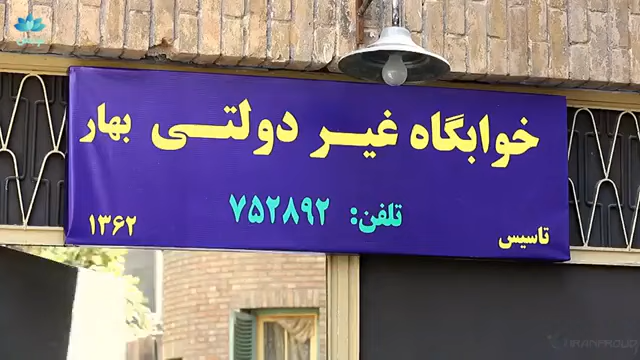 خوابگاه غیر دولتی بهار
تلفن: ۷۵۲۸۹۲
تاسیس ۱۳۶۲